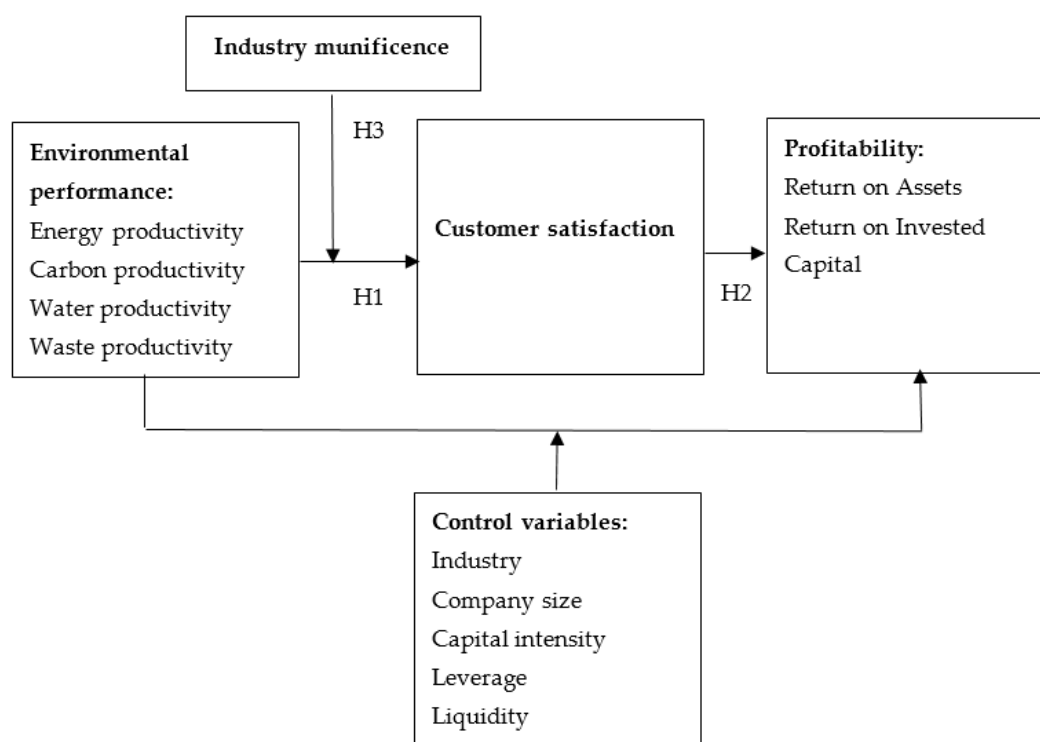 Industry munificence
H3
Environmental
performance:
Energy productivity
Carbon productivity
Water productivity
Waste productivity
H1
Customer satisfaction
H2
Profitability:
Return on Assets
Return on Invested
Capital
Control variables:
Industry
Company size
Capital intensity
Leverage
Liquidity